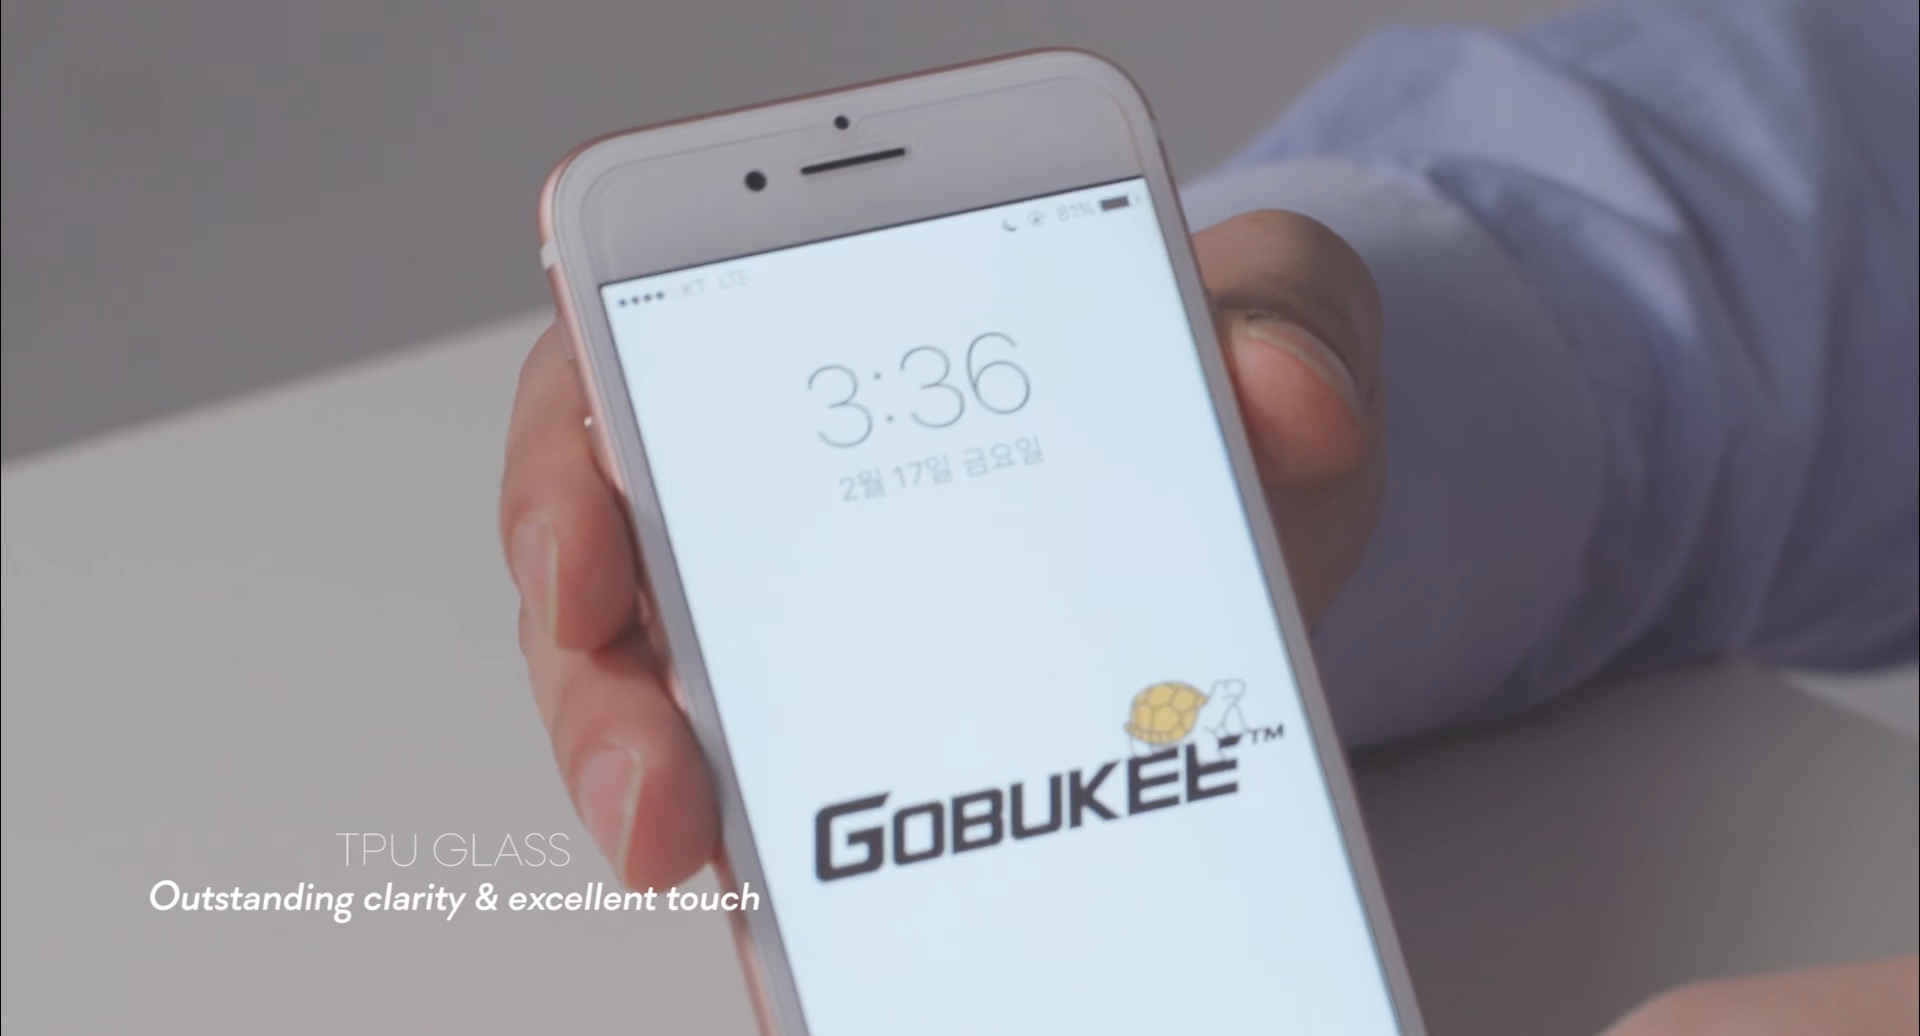 KT LTE
81%
3:36
2월 17일 금요일
GOBUKEE™
TPU GLASS
Outstanding clarity & excellent touch